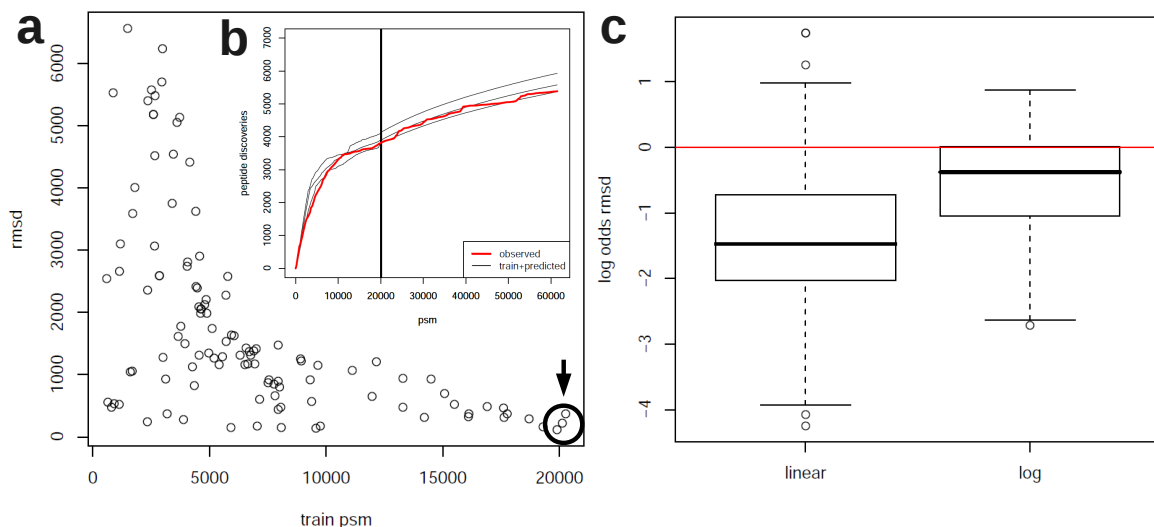 a
rmsd
0
1000
2000
3000
4000
5000
6000
0
5000
10000
15000
20000
train psm
b
peptide discoveries
0
1000
2000
3000
4000
5000
6000
7000
0
10000
20000
30000
40000
50000
60000
psm
observed
train+predicted
c
log odds rmsd
1
0
−1
−2
−3
−4
linear
log